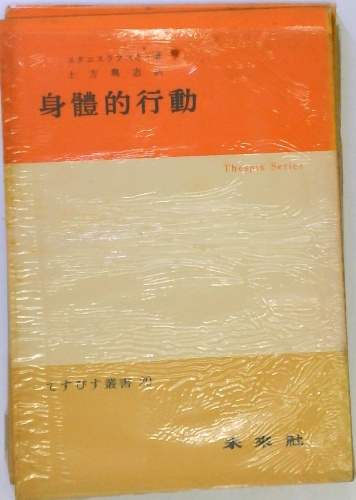 スタニスラフスキイ著
土方與志訳
身體的行動
Thespis Series
てすぴす叢書
未來社